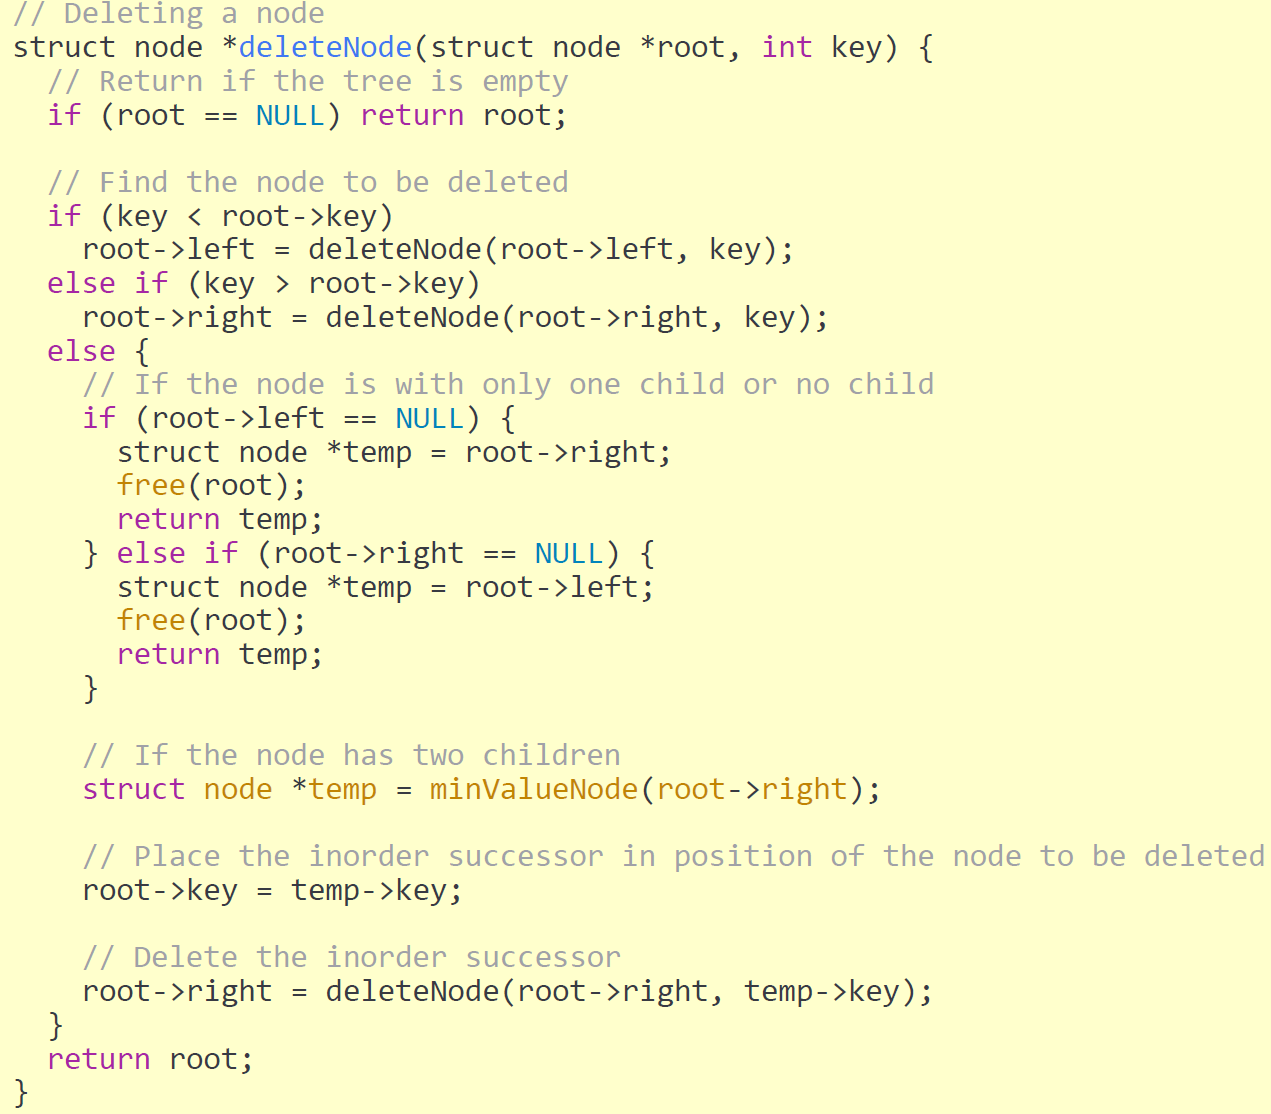 // Deleting a node
struct node *deleteNode(struct node *root, int key) {
  // Return if the tree is empty
  if (root == NULL) return root;

  // Find the node to be deleted
  if (key < root->key)
    root->left = deleteNode(root->left, key);
  else if (key > root->key)
    root->right = deleteNode(root->right, key);
  else {
    // If the node is with only one child or no child
    if (root->left == NULL) {
      struct node *temp = root->right;
      free(root);
      return temp;
    } else if (root->right == NULL) {
      struct node *temp = root->left;
      free(root);
      return temp;
    }

    // If the node has two children
    struct node *temp = minValueNode(root->right);

    // Place the inorder successor in position of the node to be deleted
    root->key = temp->key;

    // Delete the inorder successor
    root->right = deleteNode(root->right, temp->key);
  }
  return root;
}